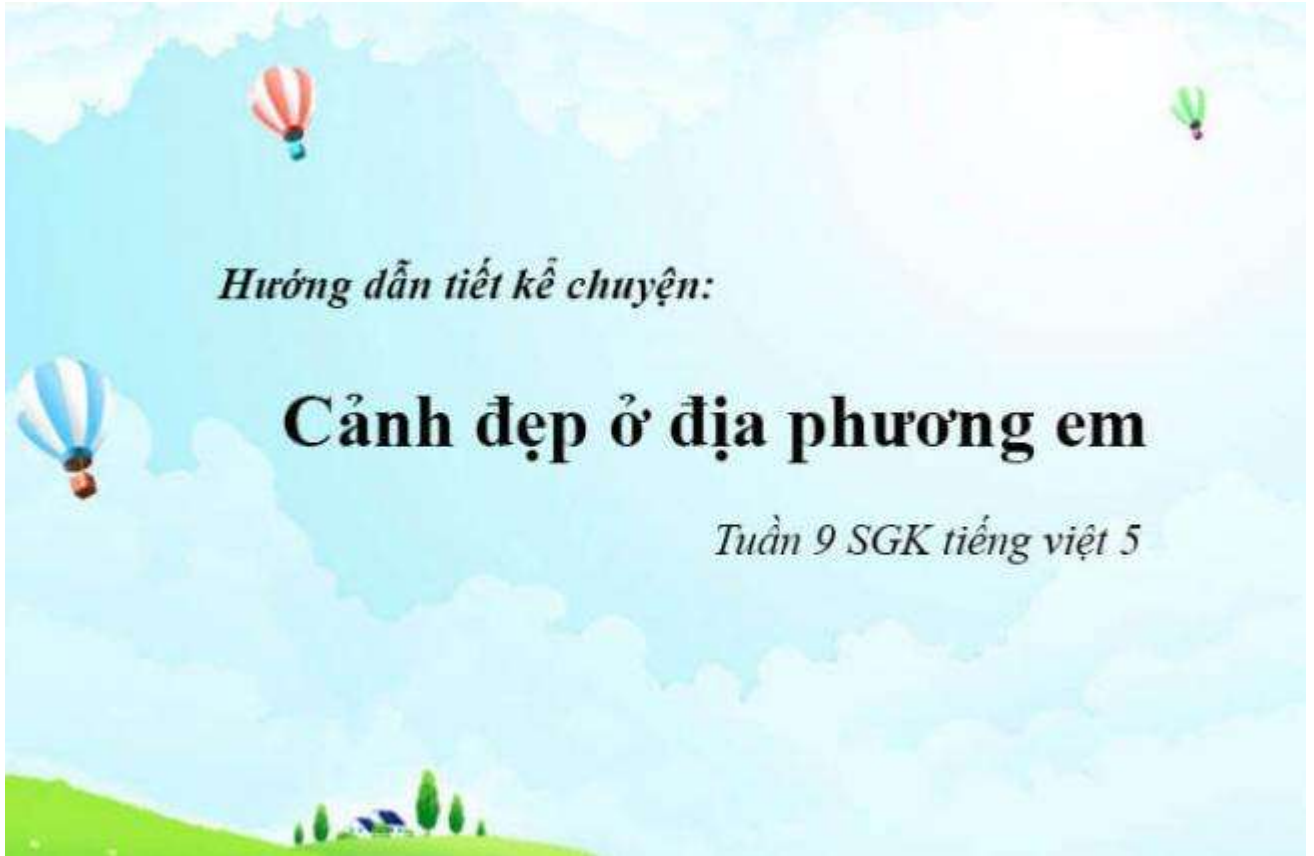 Hướng dẫn tiết kể chuyện:
Cảnh đẹp ở địa phương em
Tuần 9 SGK tiếng việt 5